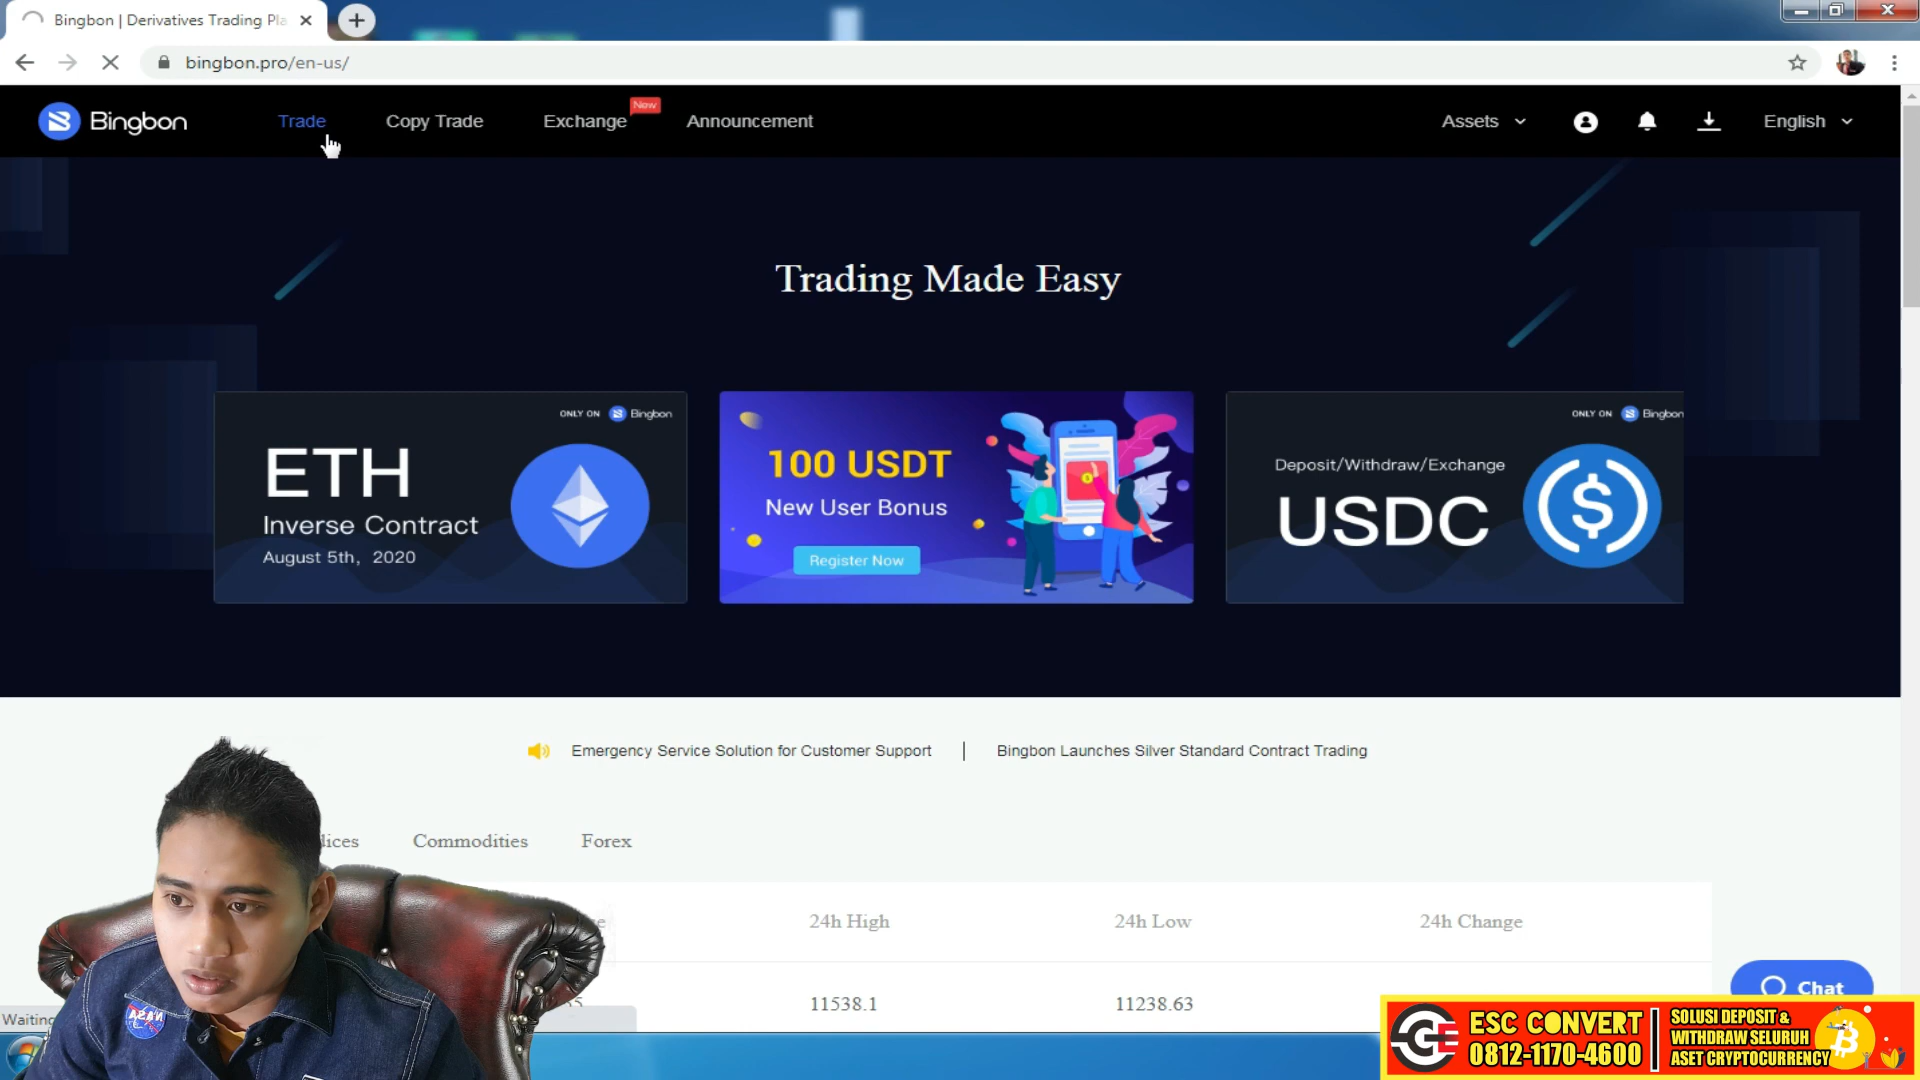 Bingbon | Derivatives Trading Pla
bingbon.pro/en-us/
Bingbon
Trade
Copy Trade
Exchange
New
Announcement
Assets
English
Trading Made Easy
ONLY ON Bingbon
ETH
Inverse Contract
August 5th, 2020
100 USDT
New User Bonus
Register Now
ONLY ON Bingbon
Deposit/Withdraw/Exchange
USDC
Emergency Service Solution for Customer Support | Bingbon Launches Silver Standard Contract Trading
Commodities
Forex
24h High
24h Low
24h Change
11538.1
11238.63
Chat
Waiting
NASA
ESC CONVERT
0812-1170-4600
SOLUSI DEPOSIT &
WITHDRAW SELURUH
ASET CRYPTOCURRENCY